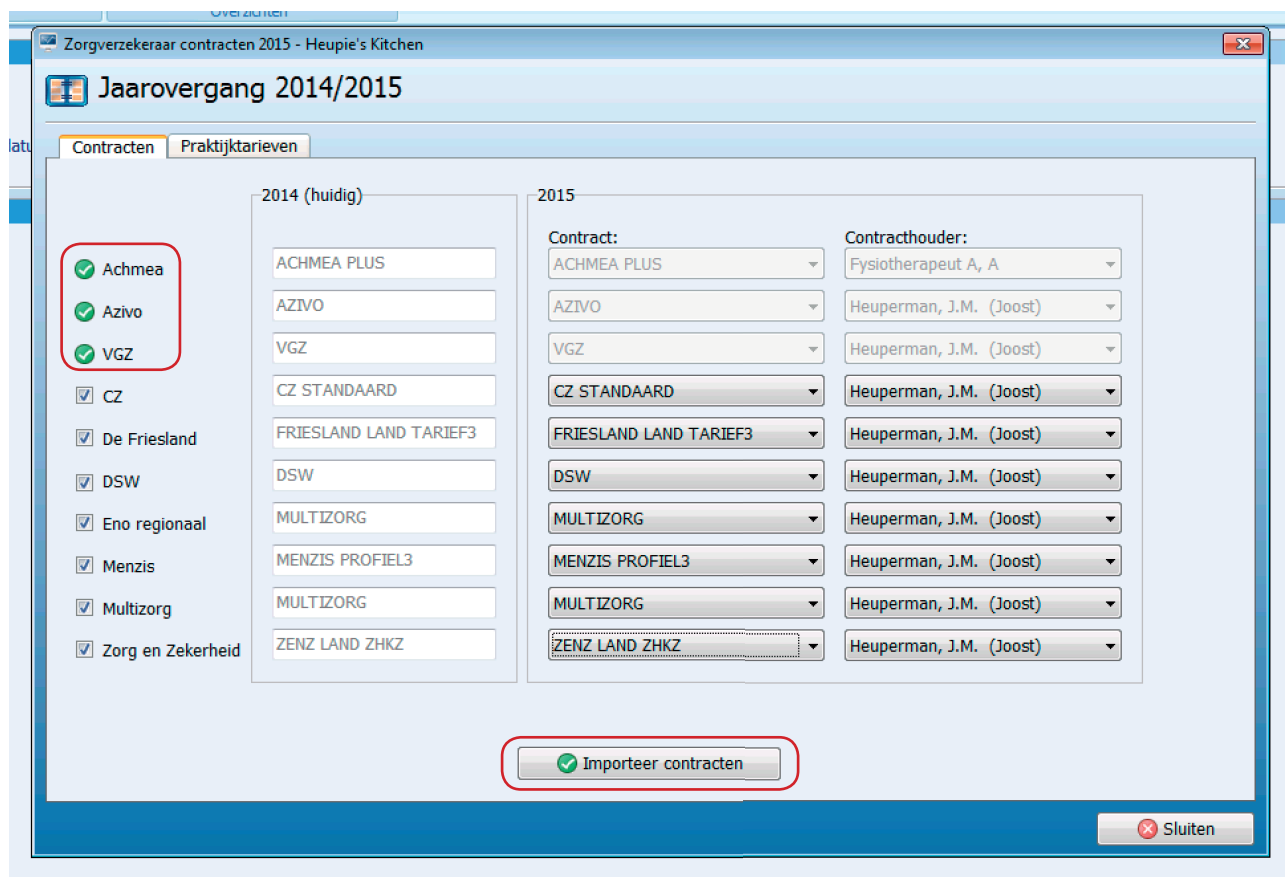 Overzichten
Zorgverzekeraar contracten 2015 - Heupie's Kitchen
Jaarovergang 2014/2015
Contracten Praktijktarieven
2014 (huidig) 2015
Contract: Contracthouder:
Achmea ACHMEA PLUS ACHMEA PLUS Fysiotherapeut A, A
Azivo AZIVO AZIVO Heuperman, J.M. (Joost)
VGZ VGZ VGZ Heuperman, J.M. (Joost)
CZ CZ STANDAARD CZ STANDAARD Heuperman, J.M. (Joost)
De Friesland FRIESLAND LAND TARIEF3 FRIESLAND LAND TARIEF3 Heuperman, J.M. (Joost)
DSW DSW DSW Heuperman, J.M. (Joost)
Eno regionaal MULTIZORG MULTIZORG Heuperman, J.M. (Joost)
Menzis MENZIS PROFIEL3 MENZIS PROFIEL3 Heuperman, J.M. (Joost)
Multizorg MULTIZORG MULTIZORG Heuperman, J.M. (Joost)
Zorg en Zekerheid ZENZ LAND ZHKZ ZENZ LAND ZHKZ Heuperman, J.M. (Joost)
Importeer contracten
Sluiten